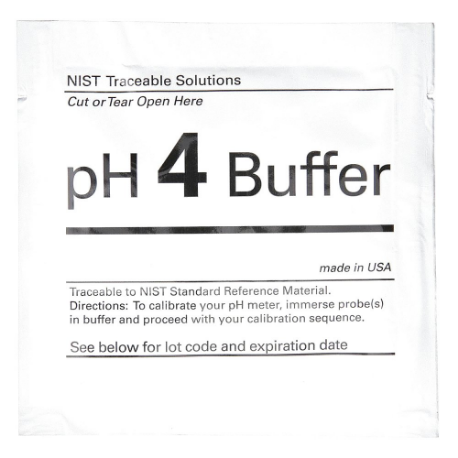 NIST Traceable Solutions
Cut or Tear Open Here
pH 4 Buffer
made in USA
Traceable to NIST Standard Reference Material.
Directions: To calibrate your pH meter, immerse probe(s)
in buffer and proceed with your calibration sequence.
See below for lot code and expiration date